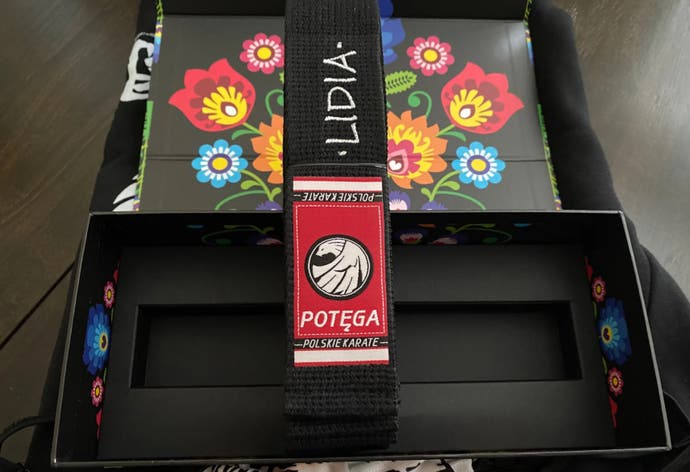 ·LIDIA·
POLSKIE KARATE
POTĘGA
POLSKIE KARATE